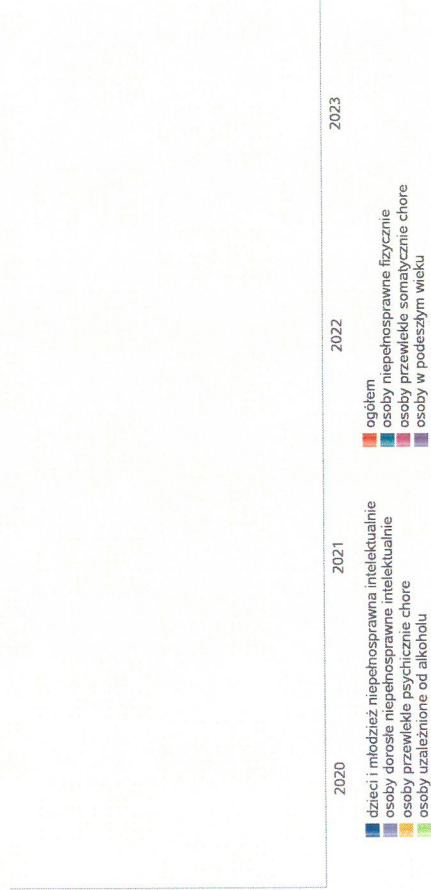 2020 2021 2022 2023
dzieci i młodzież niepełnosprawna intelektualnie
osoby dorosłe niepełnosprawne intelektualnie
osoby przewlekle psychicznie chore
osoby uzależnione od alkoholu
ogółem
osoby niepełnosprawne fizycznie
osoby przewlekle somatycznie chore
osoby w podeszłym wieku